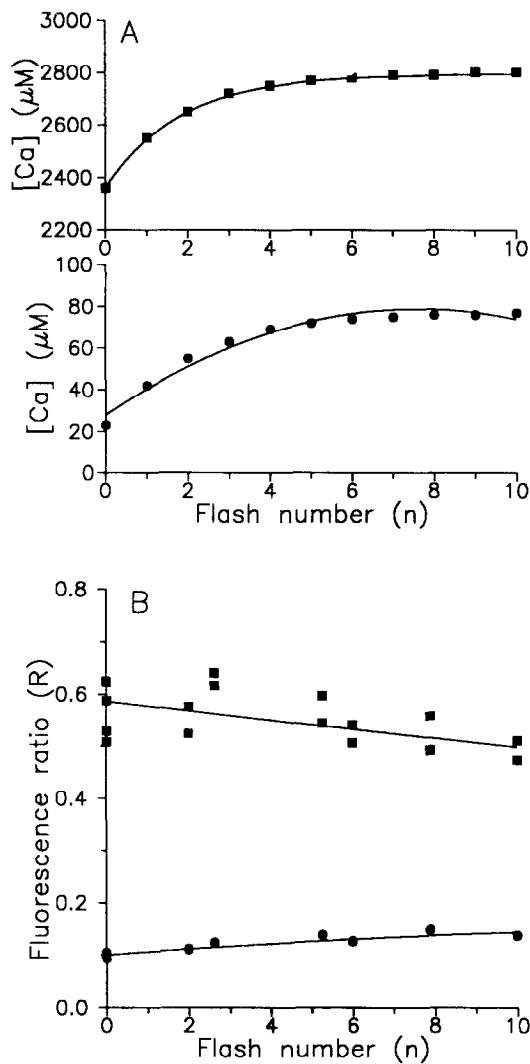 A
[Ca] (μM)
3000
2800
2600
2400
2200
0 2 4 6 8 10
[Ca] (μM)
100
80
60
40
20
0
0 2 4 6 8 10
Flash number (n)
B
Fluorescence ratio (R)
0.8
0.6
0.4
0.2
0.0
0 2 4 6 8 10
Flash number (n)